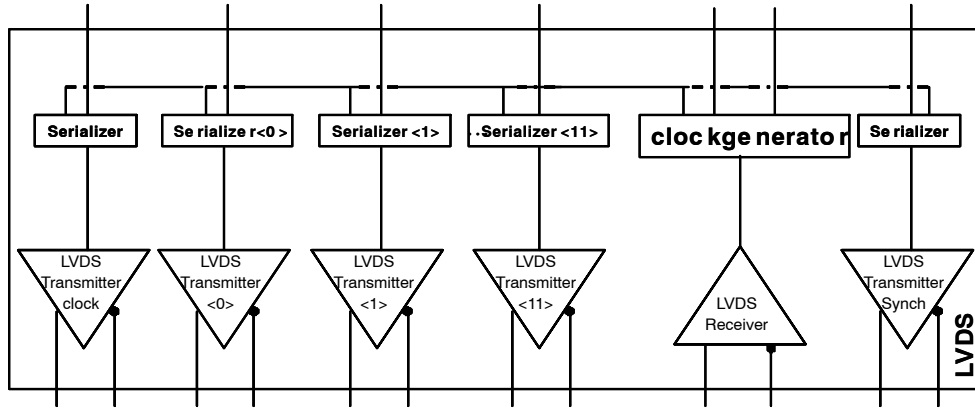 Serializer
Se rialize r<0 >
Serializer <1>
...Serializer <11>
cloc kge nerato r
Se rializer
LVDS
Transmitter
clock
LVDS
Transmitter
<0>
LVDS
Transmitter
<1>
LVDS
Transmitter
<11>
LVDS
Receiver
LVDS
Transmitter
Synch
LVDS